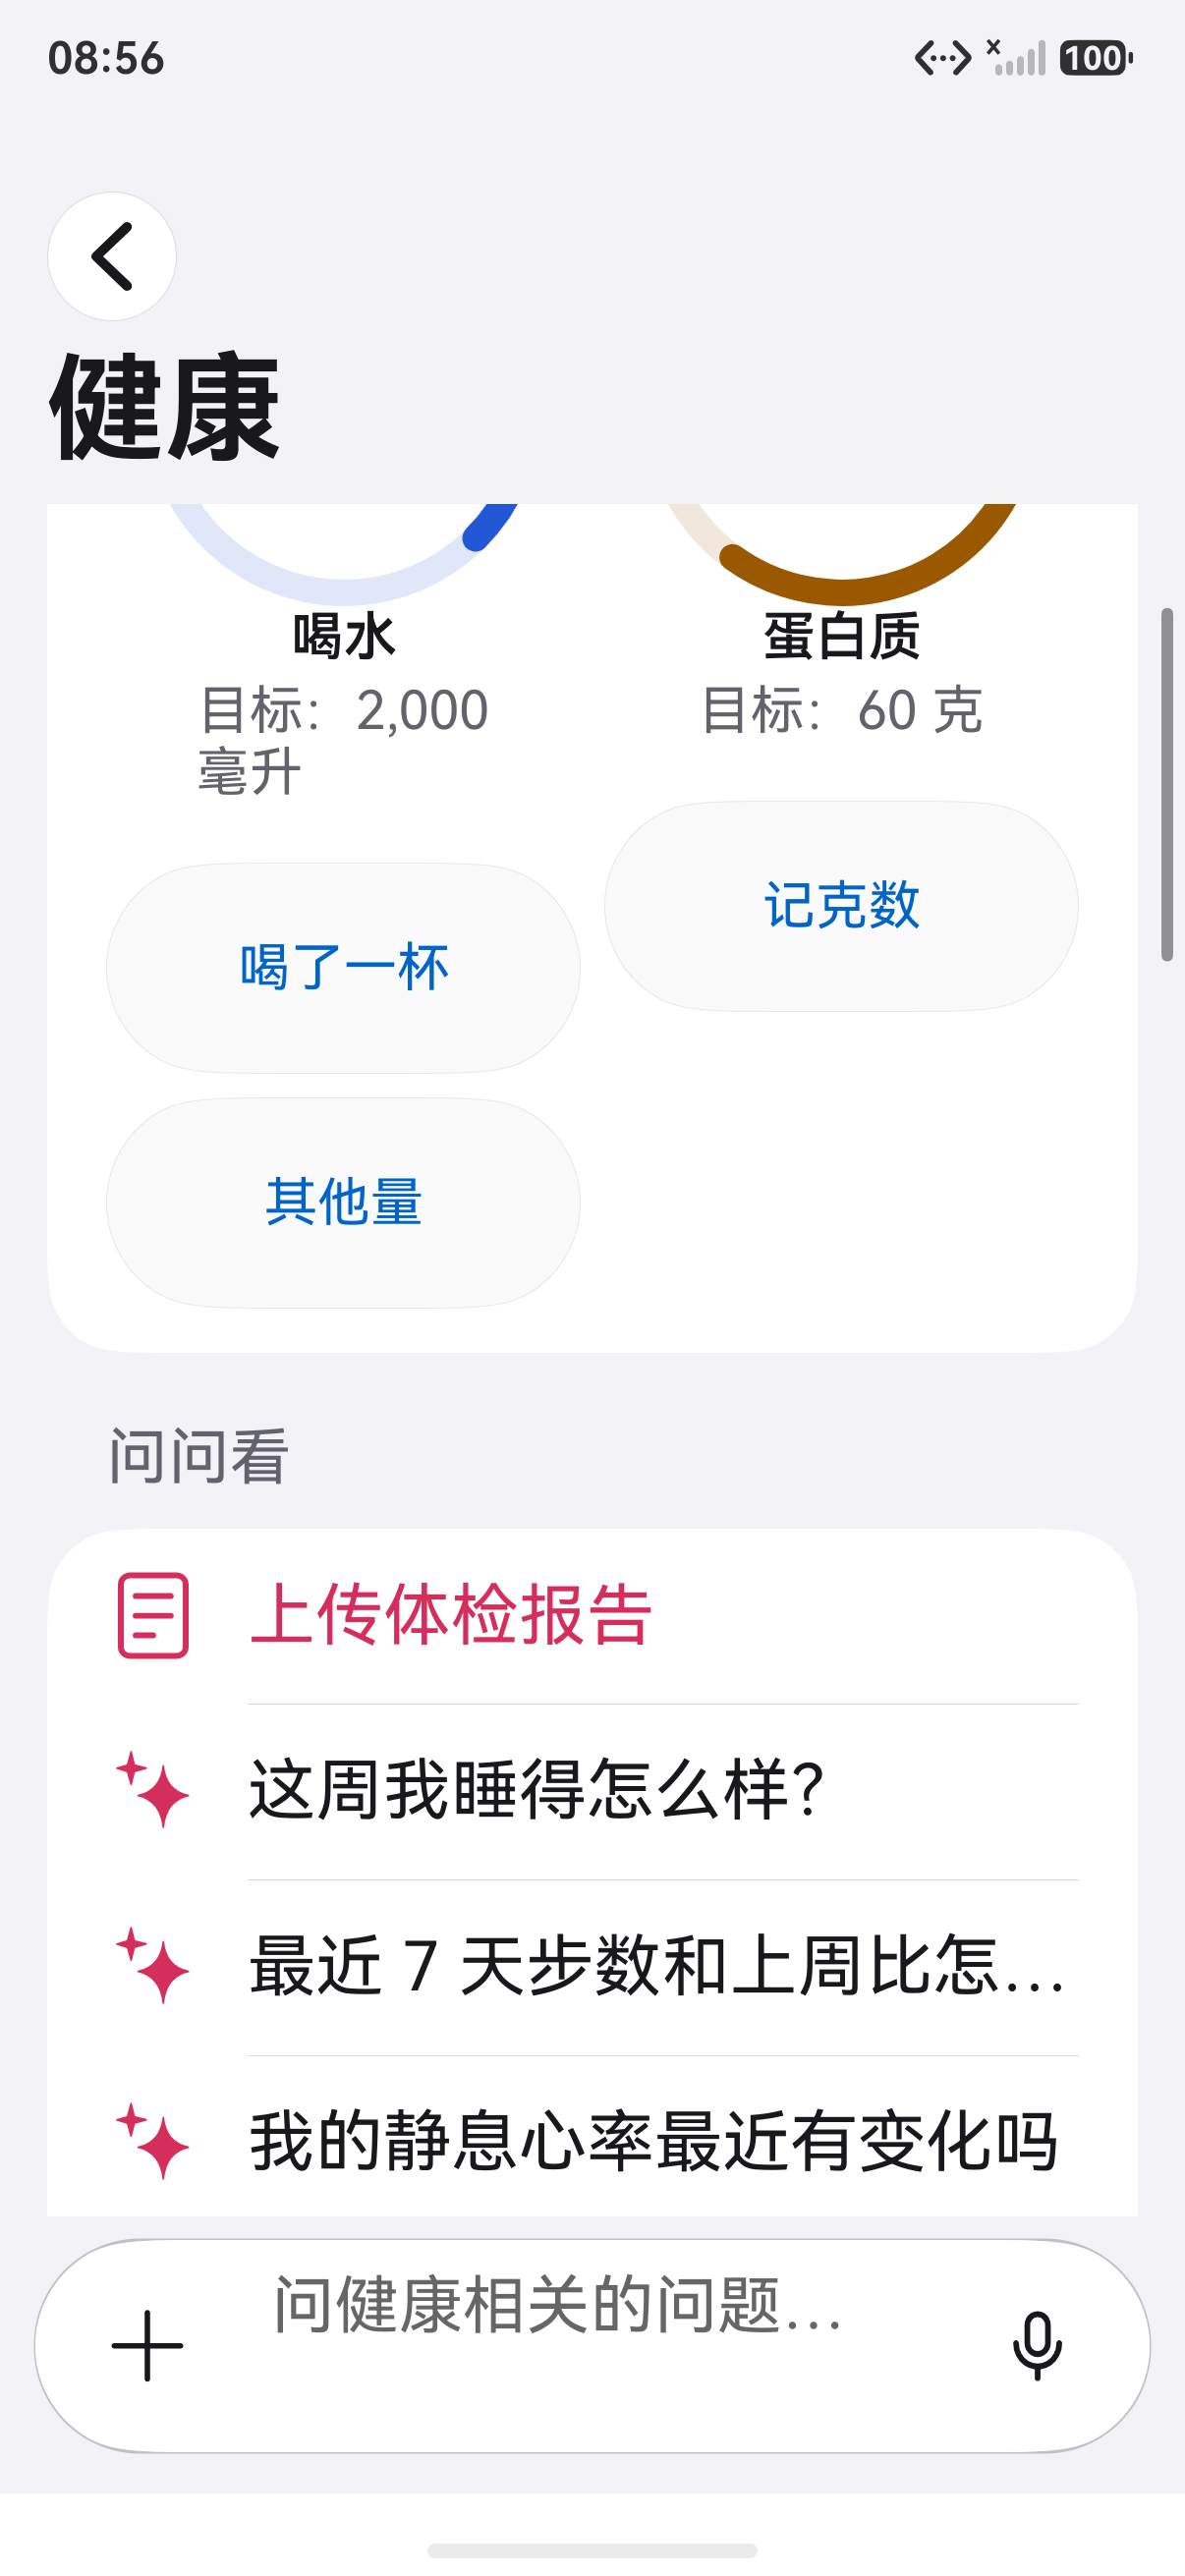 08:56
100
健康
喝水
蛋白质
目标：2,000
毫升
目标：60 克
记克数
喝了一杯
其他量
问问看
上传体检报告
这周我睡得怎么样？
最近 7 天步数和上周比怎…
我的静息心率最近有变化吗
问健康相关的问题…